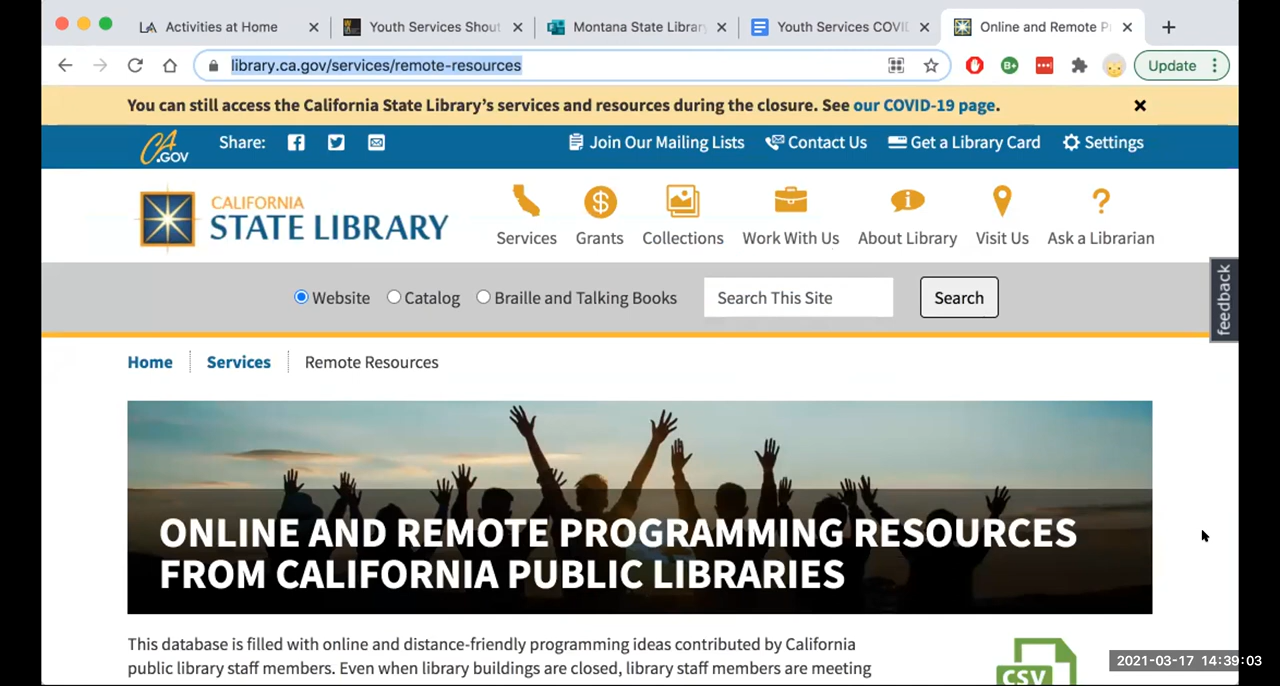 Activities at Home
Youth Services Shout
Montana State Library
Youth Services COVI
Online and Remote P
library.ca.gov/services/remote-resources
Update
You can still access the California State Library's services and resources during the closure. See our COVID-19 page.
CA
.GOV
Share:
Join Our Mailing Lists
Contact Us
Get a Library Card
Settings
CALIFORNIA
STATE LIBRARY
Services
Grants
Collections
Work With Us
About Library
Visit Us
Ask a Librarian
feedback
Website
Catalog
Braille and Talking Books
Search This Site
Search
Home
Services
Remote Resources
ONLINE AND REMOTE PROGRAMMING RESOURCES
FROM CALIFORNIA PUBLIC LIBRARIES
This database is filled with online and distance-friendly programming ideas contributed by California
public library staff members. Even when library buildings are closed, library staff members are meeting
CSV
2021-03-17 14:39:03